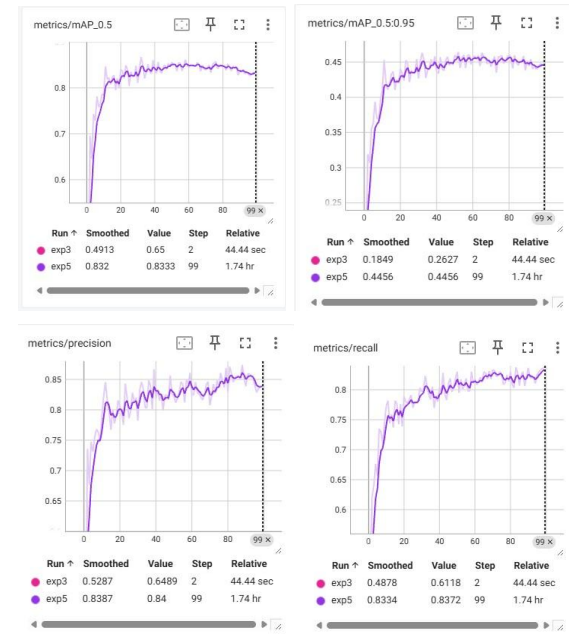 metrics/mAP_0.5
0.8
0.7
0.6
0 20 40 60 80 99 ×
Run ↑ Smoothed Value Step Relative
exp3 0.4913 0.65 2 44.44 sec
exp5 0.832 0.8333 99 1.74 hr
metrics/mAP_0.5:0.95
0.45
0.4
0.35
0.3
0.25
0 20 40 60 80 99 ×
Run ↑ Smoothed Value Step Relative
exp3 0.1849 0.2627 2 44.44 sec
exp5 0.4456 0.4456 99 1.74 hr
metrics/precision
0.85
0.8
0.75
0.7
0.65
0 20 40 60 80 99 ×
Run ↑ Smoothed Value Step Relative
exp3 0.5287 0.6489 2 44.44 sec
exp5 0.8387 0.84 99 1.74 hr
metrics/recall
0.8
0.75
0.7
0.65
0.6
0 20 40 60 80 99 ×
Run ↑ Smoothed Value Step Relative
exp3 0.4878 0.6118 2 44.44 sec
exp5 0.8334 0.8372 99 1.74 hr